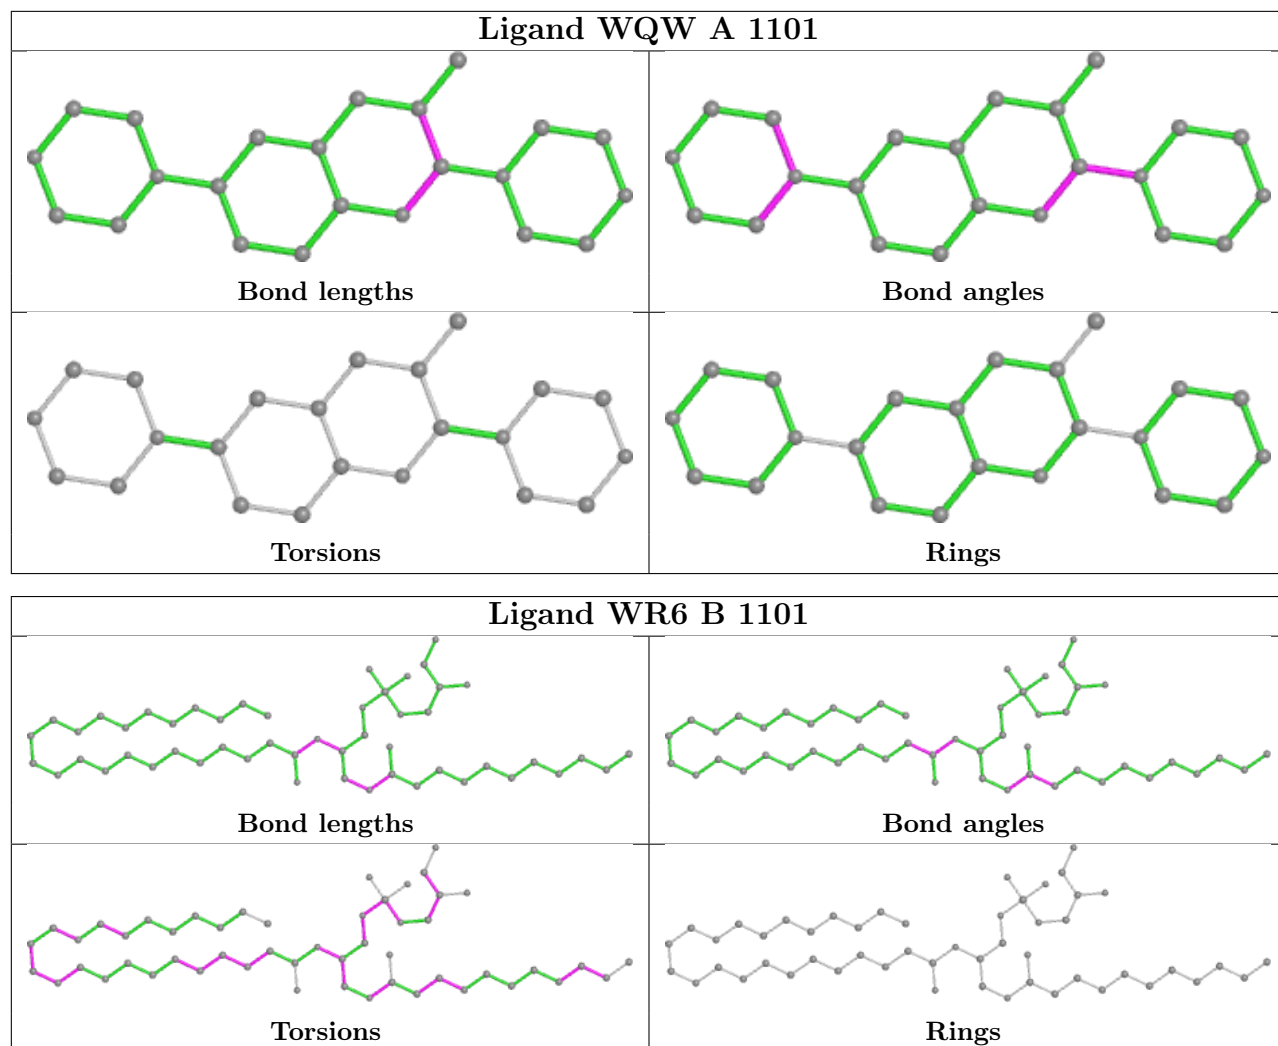 Ligand WQW A 1101
Bond lengths
Bond angles
Torsions
Rings
Ligand WR6 B 1101
Bond lengths
Bond angles
Torsions
Rings